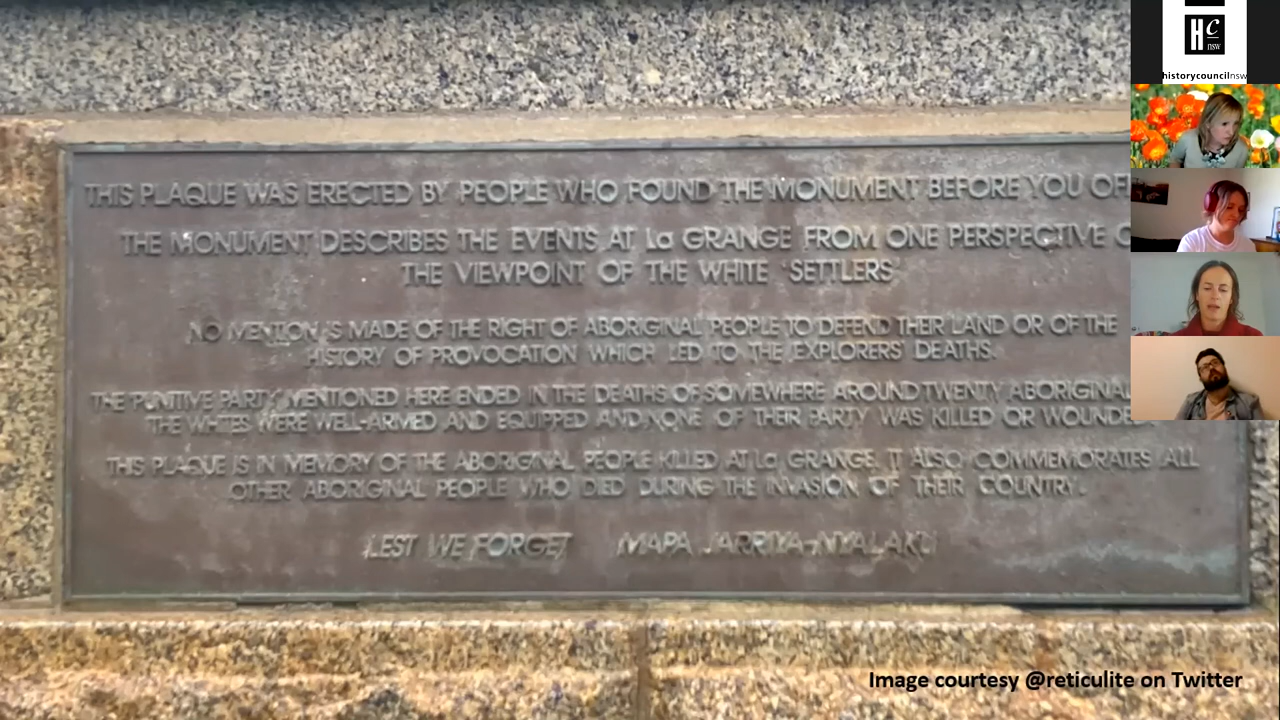 THIS PLAQUE WAS ERECTED BY PEOPLE WHO FOUND THE MONUMENT BEFORE YOU OF
THE MONUMENT DESCRIBES THE EVENTS AT La GRANGE FROM ONE PERSPECTIVE
THE VIEWPOINT OF THE WHITE 'SETTLERS'
NO MENTION IS MADE OF THE RIGHT OF ABORIGINAL PEOPLE TO DEFEND THEIR LAND OR OF THE
HISTORY OF PROVOCATION WHICH LED TO THE EXPLORERS' DEATHS.
THE 'PUNITIVE PARTY' MENTIONED HERE ENDED IN THE DEATHS OF SOMEWHERE AROUND TWENTY ABORIGINAL
THE WHITES WERE WELL-ARMED AND EQUIPPED AND NONE OF THEIR PARTY WAS KILLED OR WOUNDE
THIS PLAQUE IS IN MEMORY OF THE ABORIGINAL PEOPLE KILLED AT La GRANGE. IT ALSO COMMEMORATES ALL
OTHER ABORIGINAL PEOPLE WHO DIED DURING THE INVASION OF THEIR COUNTRY.
LEST WE FORGET MAPA JARRIYA-NYALAKU
Image courtesy @reticulite on Twitter
Hc
nsw
historycouncilnsw